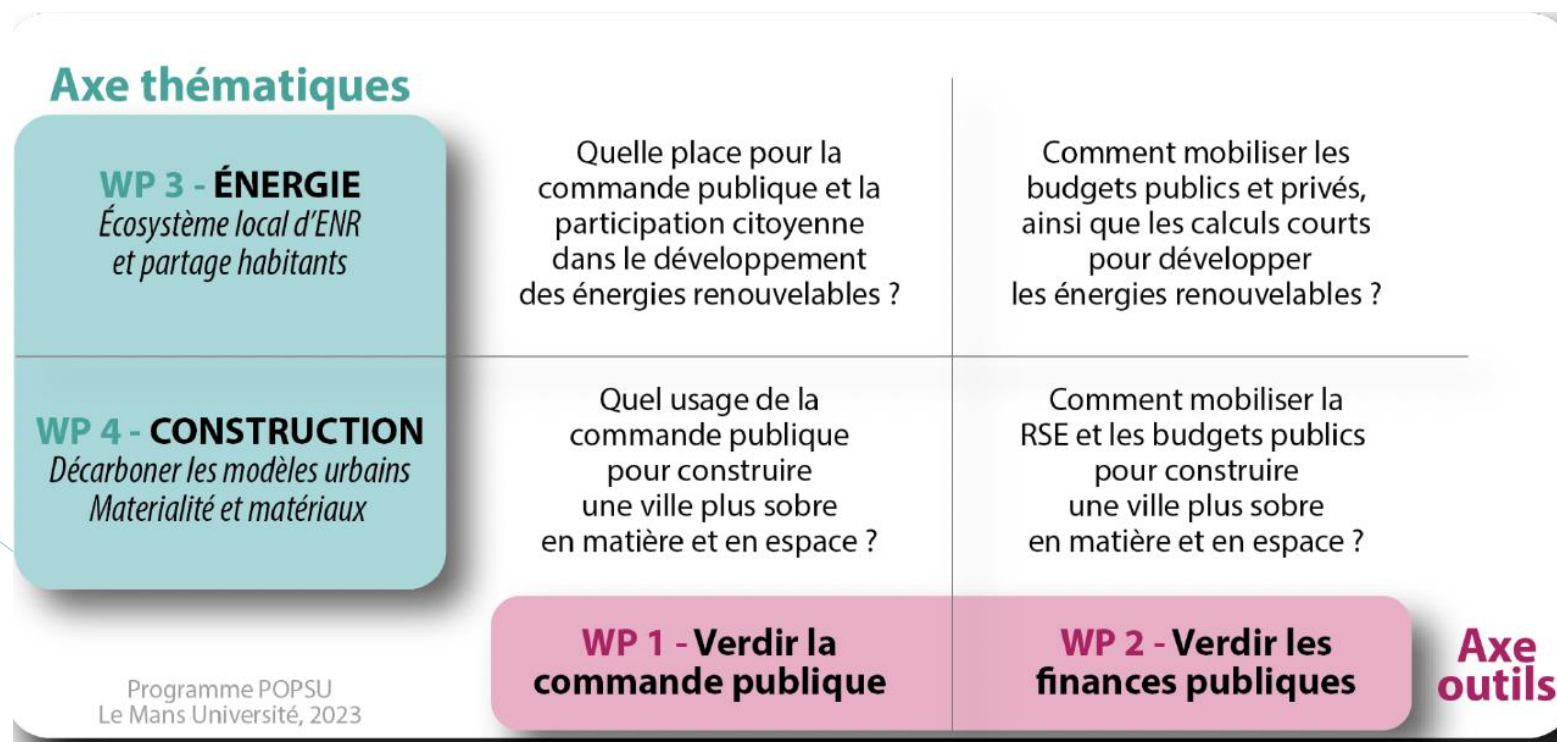 Axe thématiques
WP 3 - ÉNERGIE
Écosystème local d'ENR
et partage habitants
Quelle place pour la
commande publique et la
participation citoyenne
dans le développement
des énergies renouvelables ?
Comment mobiliser les
budgets publics et privés,
ainsi que les calculs courts
pour développer
les énergies renouvelables ?
WP 4 - CONSTRUCTION
Décarboner les modèles urbains
Materialité et matériaux
Quel usage de la
commande publique
pour construire
une ville plus sobre
en matière et en espace ?
Comment mobiliser la
RSE et les budgets publics
pour construire
une ville plus sobre
en matière et en espace ?
WP 1 - Verdir la
commande publique
WP 2 - Verdir les
finances publiques
Axe
outils
Programme POPSU
Le Mans Université, 2023